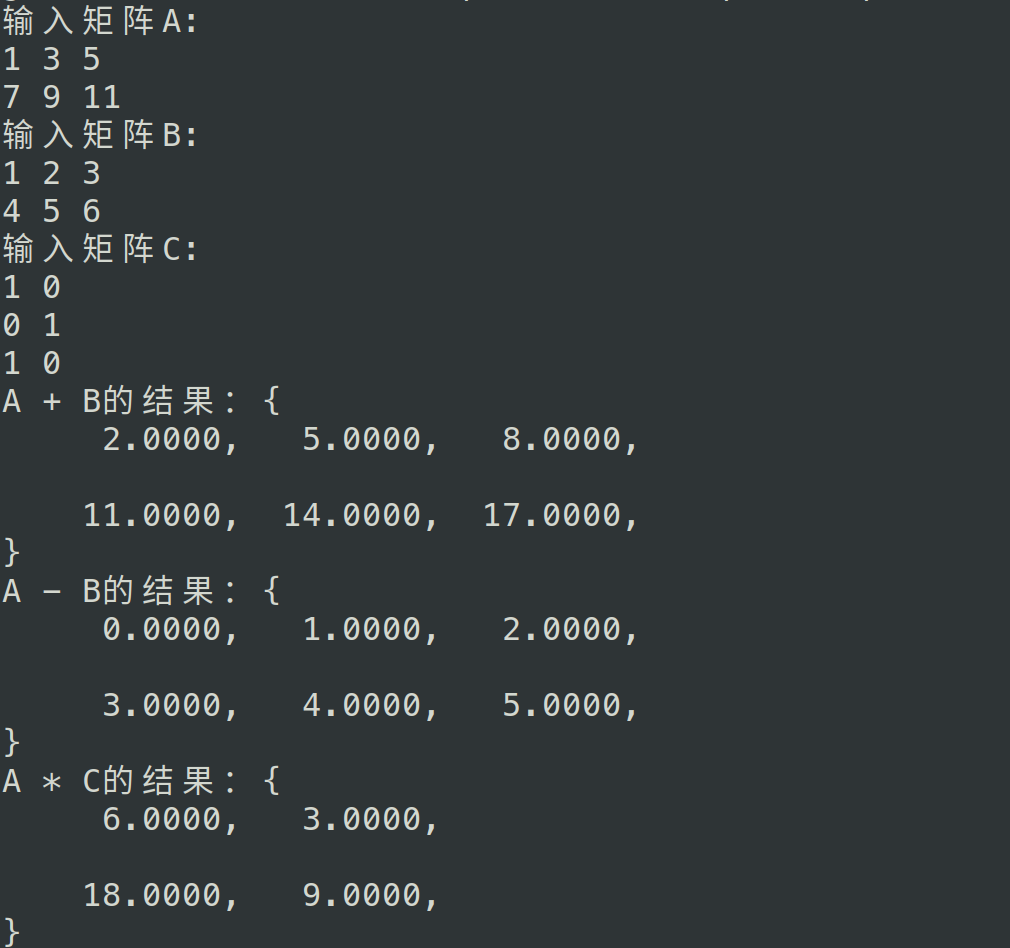 输入矩阵A:
1 3 5
7 9 11
输入矩阵B:
1 2 3
4 5 6
输入矩阵C:
1 0
0 1
1 0
A + B的结果：{
2.0000, 5.0000, 8.0000,
11.0000, 14.0000, 17.0000,
}
A - B的结果：{
0.0000, 1.0000, 2.0000,
3.0000, 4.0000, 5.0000,
}
A * C的结果：{
6.0000, 3.0000,
18.0000, 9.0000,
}